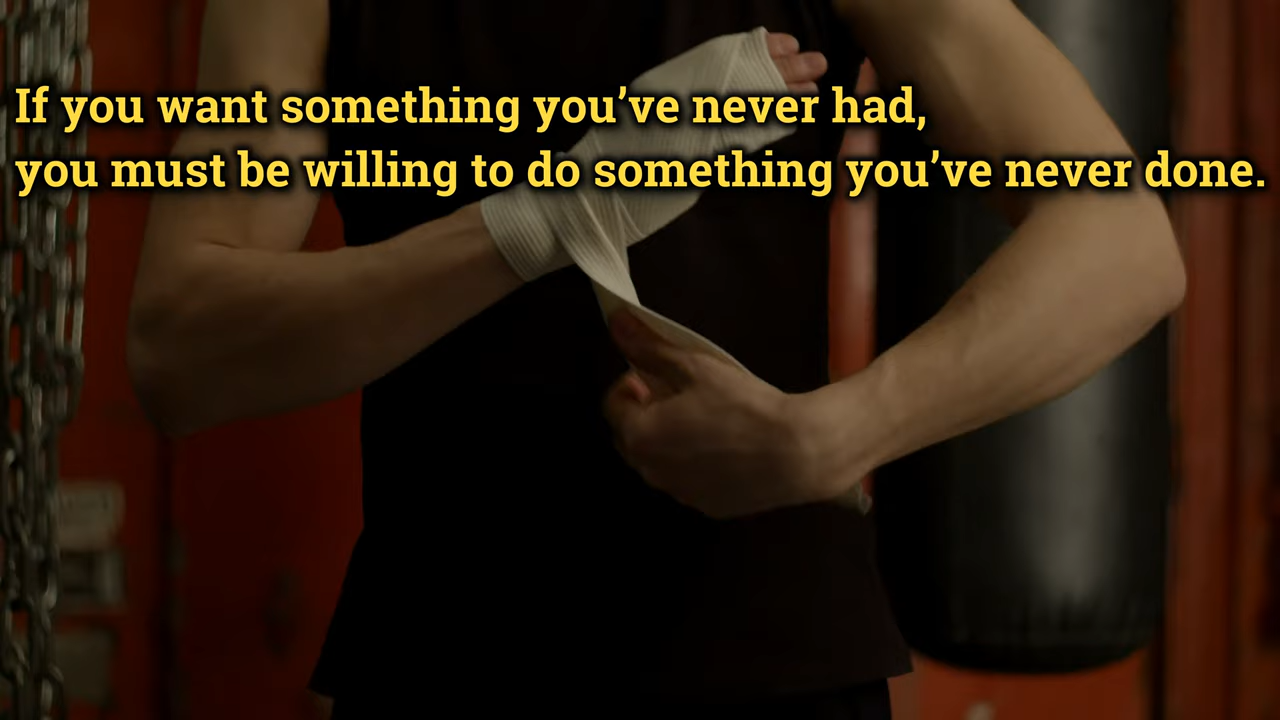 If you want something you’ve never had,
you must be willing to do something you’ve never done.